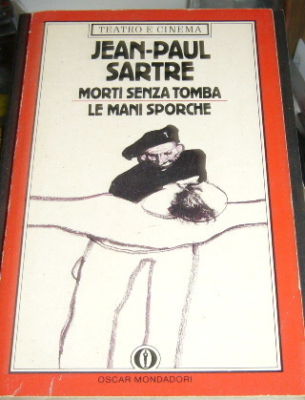 TEATRO E CINEMA
JEAN-PAUL
SARTRE
MORTI SENZA TOMBA
LE MANI SPORCHE
OSCAR MONDADORI